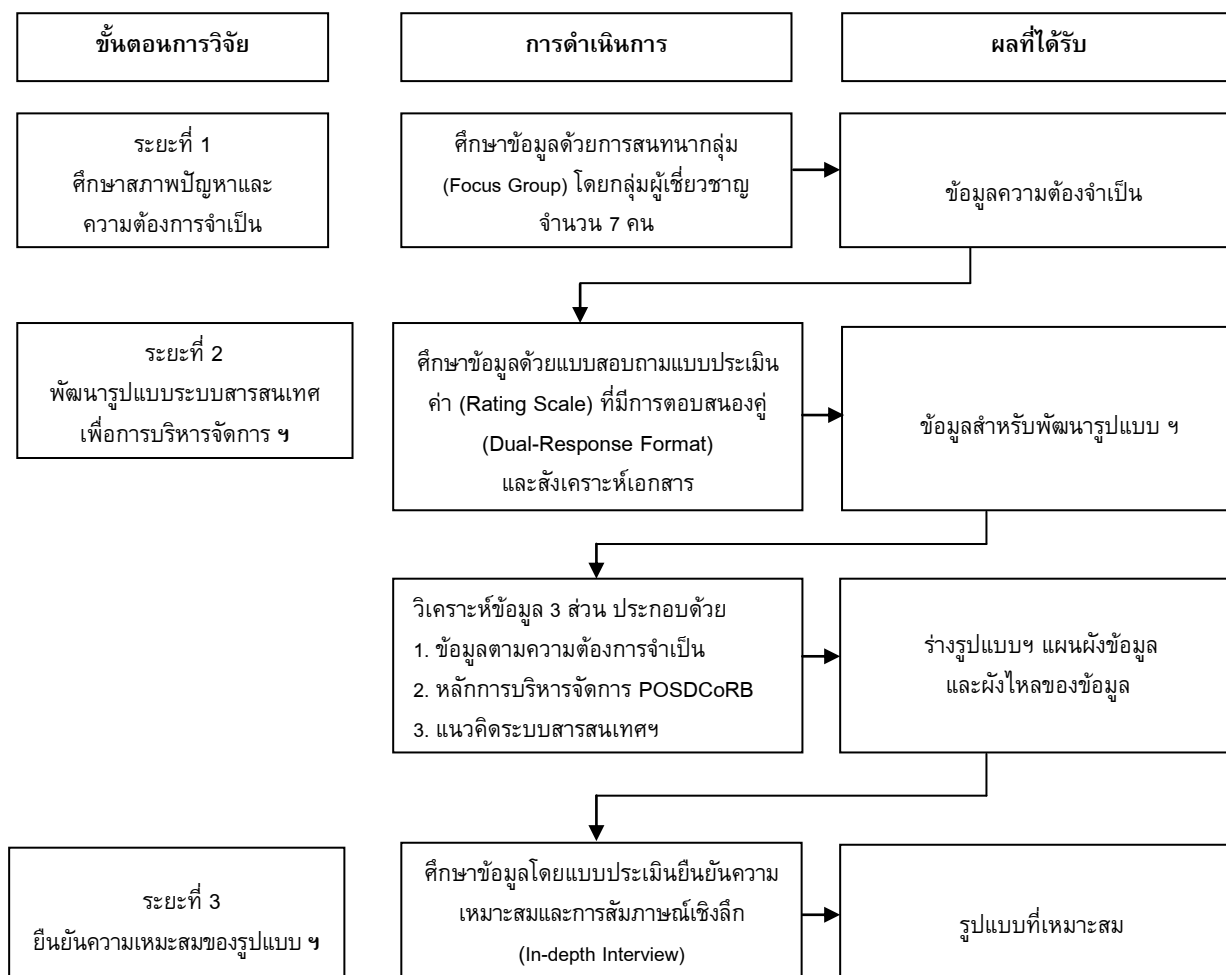 ขั้นตอนการวิจัย
การดำเนินการ
ผลที่ได้รับ
ระยะที่ 1
ศึกษาสภาพปัญหาและ
ความต้องการจำเป็น
ศึกษาข้อมูลด้วยการสนทนากลุ่ม
(Focus Group) โดยกลุ่มผู้เชี่ยวชาญ
จำนวน 7 คน
ข้อมูลความต้องจำเป็น
ระยะที่ 2
พัฒนารูปแบบระบบสารสนเทศ
เพื่อการบริหารจัดการ ฯ
ศึกษาข้อมูลด้วยแบบสอบถามแบบประเมิน
ค่า (Rating Scale) ที่มีการตอบสนองคู่
(Dual-Response Format)
และสังเคราะห์เอกสาร
ข้อมูลสำหรับพัฒนารูปแบบ ฯ
วิเคราะห์ข้อมูล 3 ส่วน ประกอบด้วย
1. ข้อมูลตามความต้องการจำเป็น
2. หลักการบริหารจัดการ POSDCoRB
3. แนวคิดระบบสารสนเทศฯ
ร่างรูปแบบฯ แผนผังข้อมูล
และผังไหลของข้อมูล
ระยะที่ 3
ยืนยันความเหมะสมของรูปแบบ ฯ
ศึกษาข้อมูลโดยแบบประเมินยืนยันความ
เหมาะสมและการสัมภาษณ์เชิงลึก
(In-depth Interview)
รูปแบบที่เหมาะสม